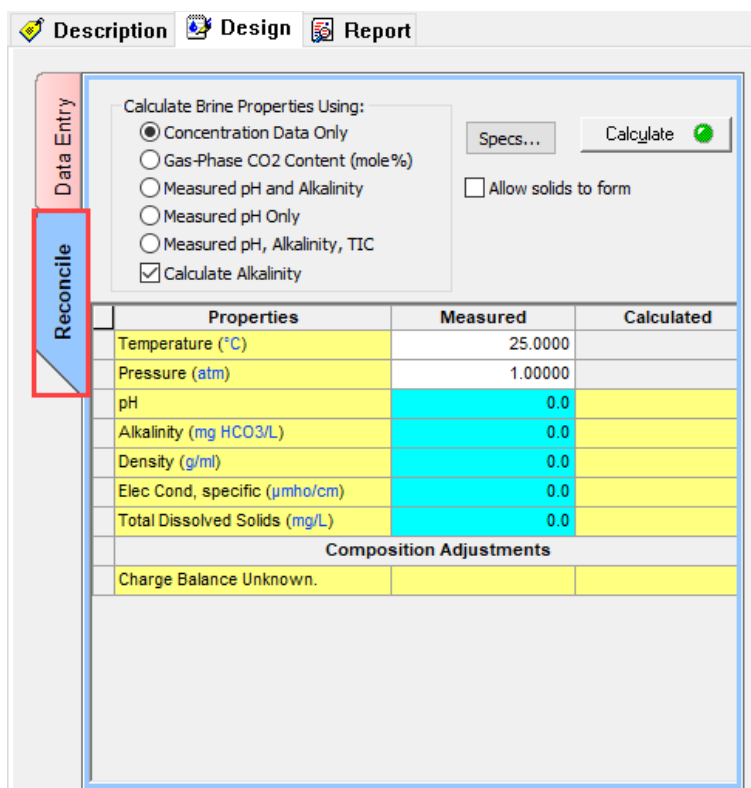 Description Design Report
Data Entry
Reconcile
Calculate Brine Properties Using:
Concentration Data Only
Gas-Phase CO2 Content (mole%)
Measured pH and Alkalinity
Measured pH Only
Measured pH, Alkalinity, TIC
Calculate Alkalinity
Specs... Calculate
Allow solids to form
Properties Measured Calculated
Temperature (°C) 25.0000
Pressure (atm) 1.00000
pH 0.0
Alkalinity (mg HCO3/L) 0.0
Density (g/ml) 0.0
Elec Cond, specific (µmho/cm) 0.0
Total Dissolved Solids (mg/L) 0.0
Composition Adjustments
Charge Balance Unknown.